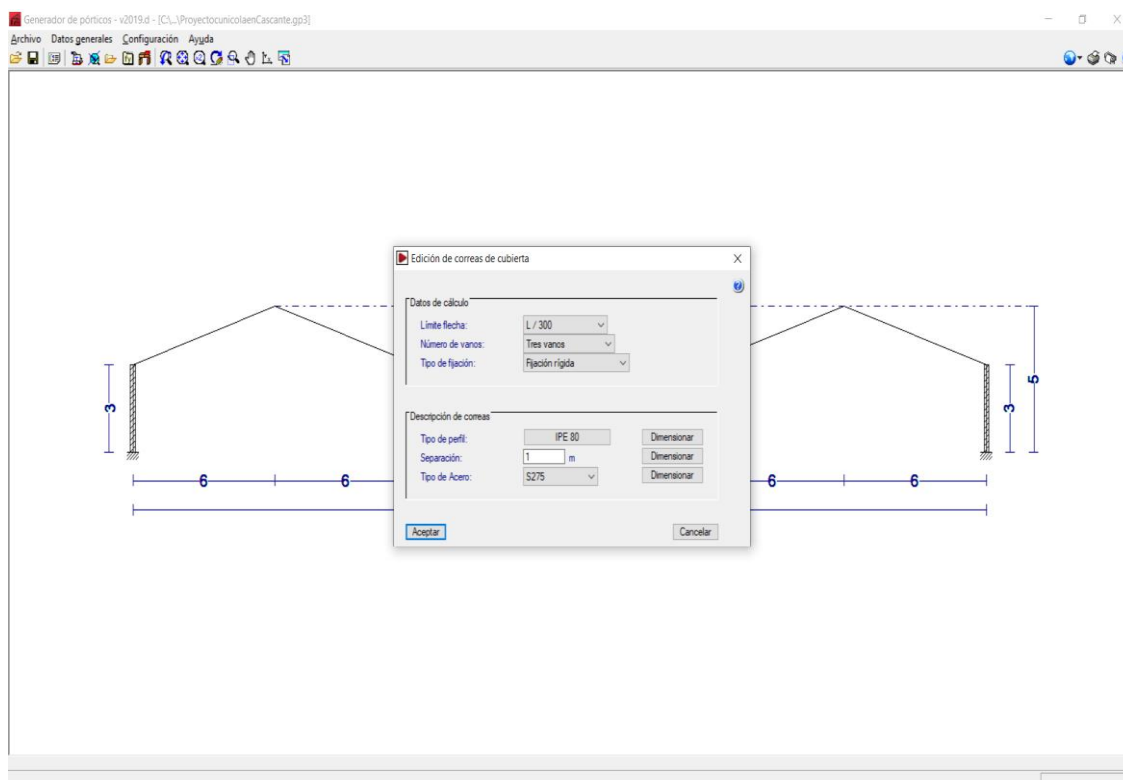 Generador de pórticos - v2019.d - [C:\...\ProyectocunicolaenCascante.gp3]
Archivo Datos generales Configuración Ayuda
Edición de correas de cubierta
Datos de cálculo
Límite flecha: L / 300
Número de vanos: Tres vanos
Tipo de fijación: Fijación rígida
Descripción de correas
Tipo de perfil: IPE 80 Dimensionar
Separación: 1 m Dimensionar
Tipo de Acero: S275 Dimensionar
Aceptar Cancelar
3 3 5
6 6 6 6